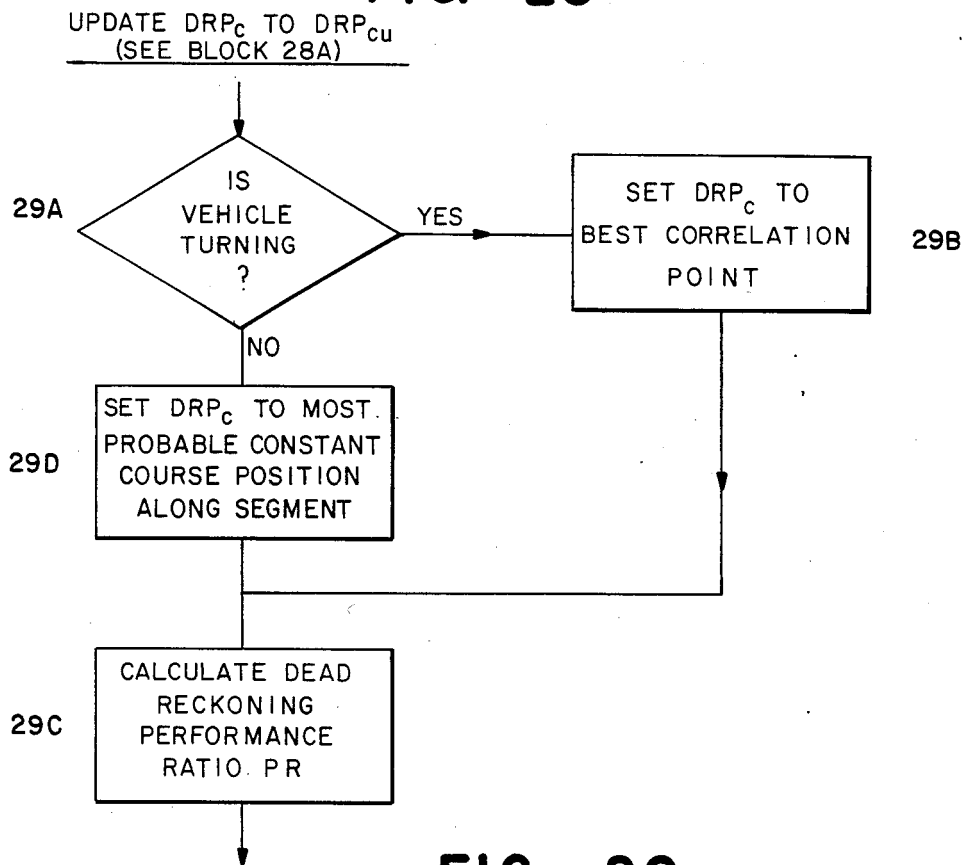 UPDATE DRPc TO DRPcu
(SEE BLOCK 28A)
29A
IS
VEHICLE
TURNING
?
YES
SET DRPc TO
BEST CORRELATION
POINT
29B
NO
29D
SET DRPc TO MOST
PROBABLE CONSTANT
COURSE POSITION
ALONG SEGMENT
29C
CALCULATE DEAD
RECKONING
PERFORMANCE
RATIO PR